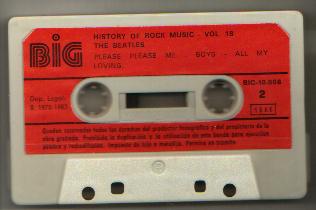 BIG
HISTORY OF ROCK MUSIC - VOL 18
THE BEATLES
PLEASE PLEASE ME - BOYS - ALL MY
LOVING.
BIC-10.008
Dep. Legal:
2
Quedan reservados todos los derechos del productor fonográfico y del propietario de la
obra grabada. Prohibida la duplicación y la utilización de esta banda para ejecución
pública y radiodifusión. Impuesto de lujo a metálico. Permiso en trámite